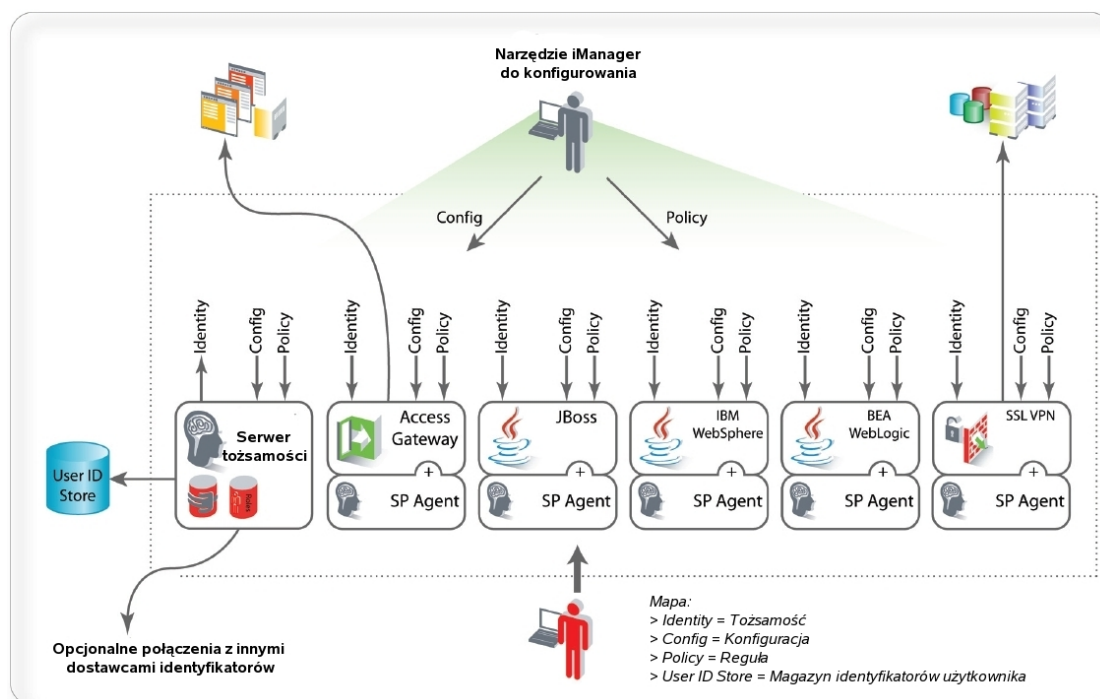 Narzędzie iManager
do konfigurowania
Config
Policy
Identity
Config
Policy
Identity
Config
Policy
Identity
Config
Policy
Identity
Config
Policy
Identity
Config
Policy
Identity
Config
Policy
User ID
Store
Serwer
tożsamości
Access
Gateway
+
SP Agent
JBoss
+
SP Agent
IBM
WebSphere
+
SP Agent
BEA
WebLogic
+
SP Agent
SSL VPN
+
SP Agent
Opcjonalne połączenia z innymi
dostawcami identyfikatorów
Mapa:
> Identity = Tożsamość
> Config = Konfiguracja
> Policy = Reguła
> User ID Store = Magazyn identyfikatorów użytkownika